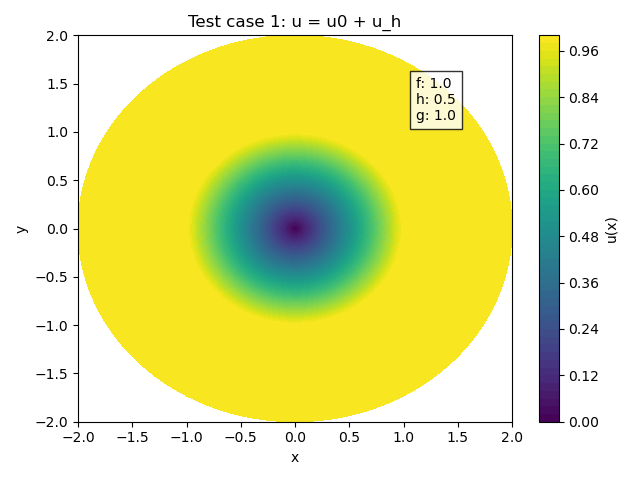 Test case 1: u = u0 + u_h
2.0
1.5
1.0
0.5
0.0
−0.5
−1.0
−1.5
−2.0
y
f: 1.0
h: 0.5
g: 1.0
−2.0 −1.5 −1.0 −0.5 0.0 0.5 1.0 1.5 2.0
x
0.96
0.84
0.72
0.60
0.48
0.36
0.24
0.12
0.00
u(x)